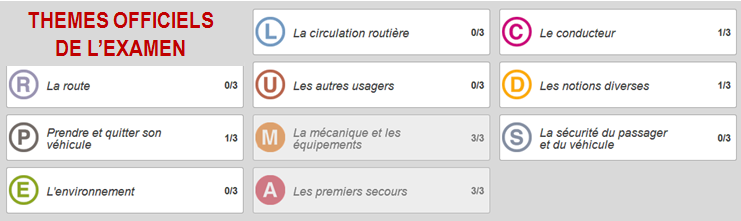 THEMES OFFICIELS
DE L'EXAMEN
R La route 0/3
P Prendre et quitter son
véhicule 1/3
E L'environnement 0/3
L La circulation routière 0/3
U Les autres usagers 0/3
M La mécanique et les
équipements 3/3
A Les premiers secours 3/3
C Le conducteur 1/3
D Les notions diverses 1/3
S La sécurité du passager
et du véhicule 0/3